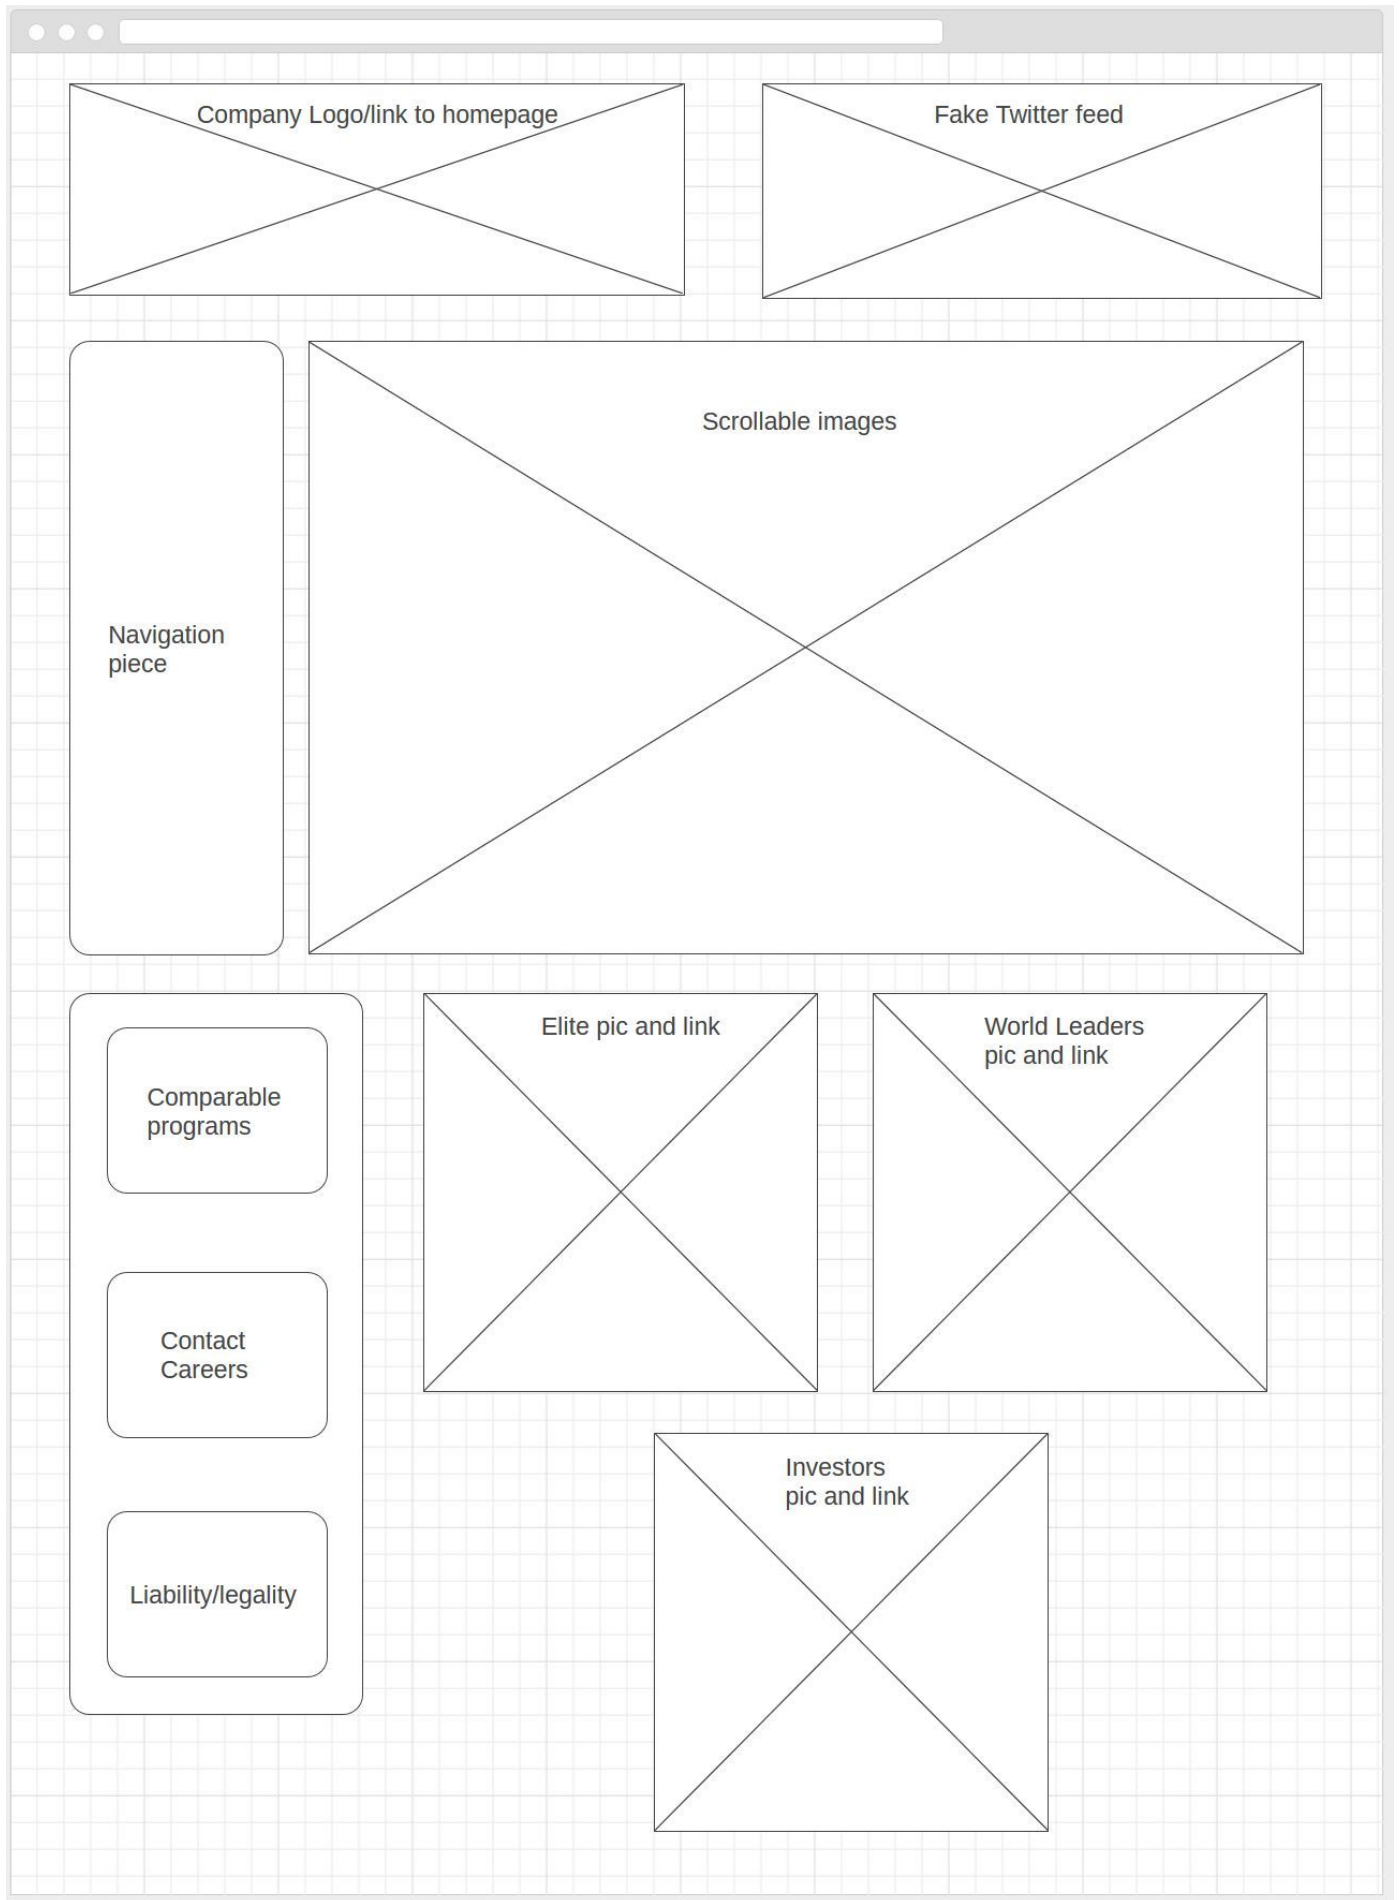 Company Logo/link to homepage
Fake Twitter feed
Navigation
piece
Scrollable images
Comparable
programs
Contact
Careers
Liability/legality
Elite pic and link
World Leaders
pic and link
Investors
pic and link